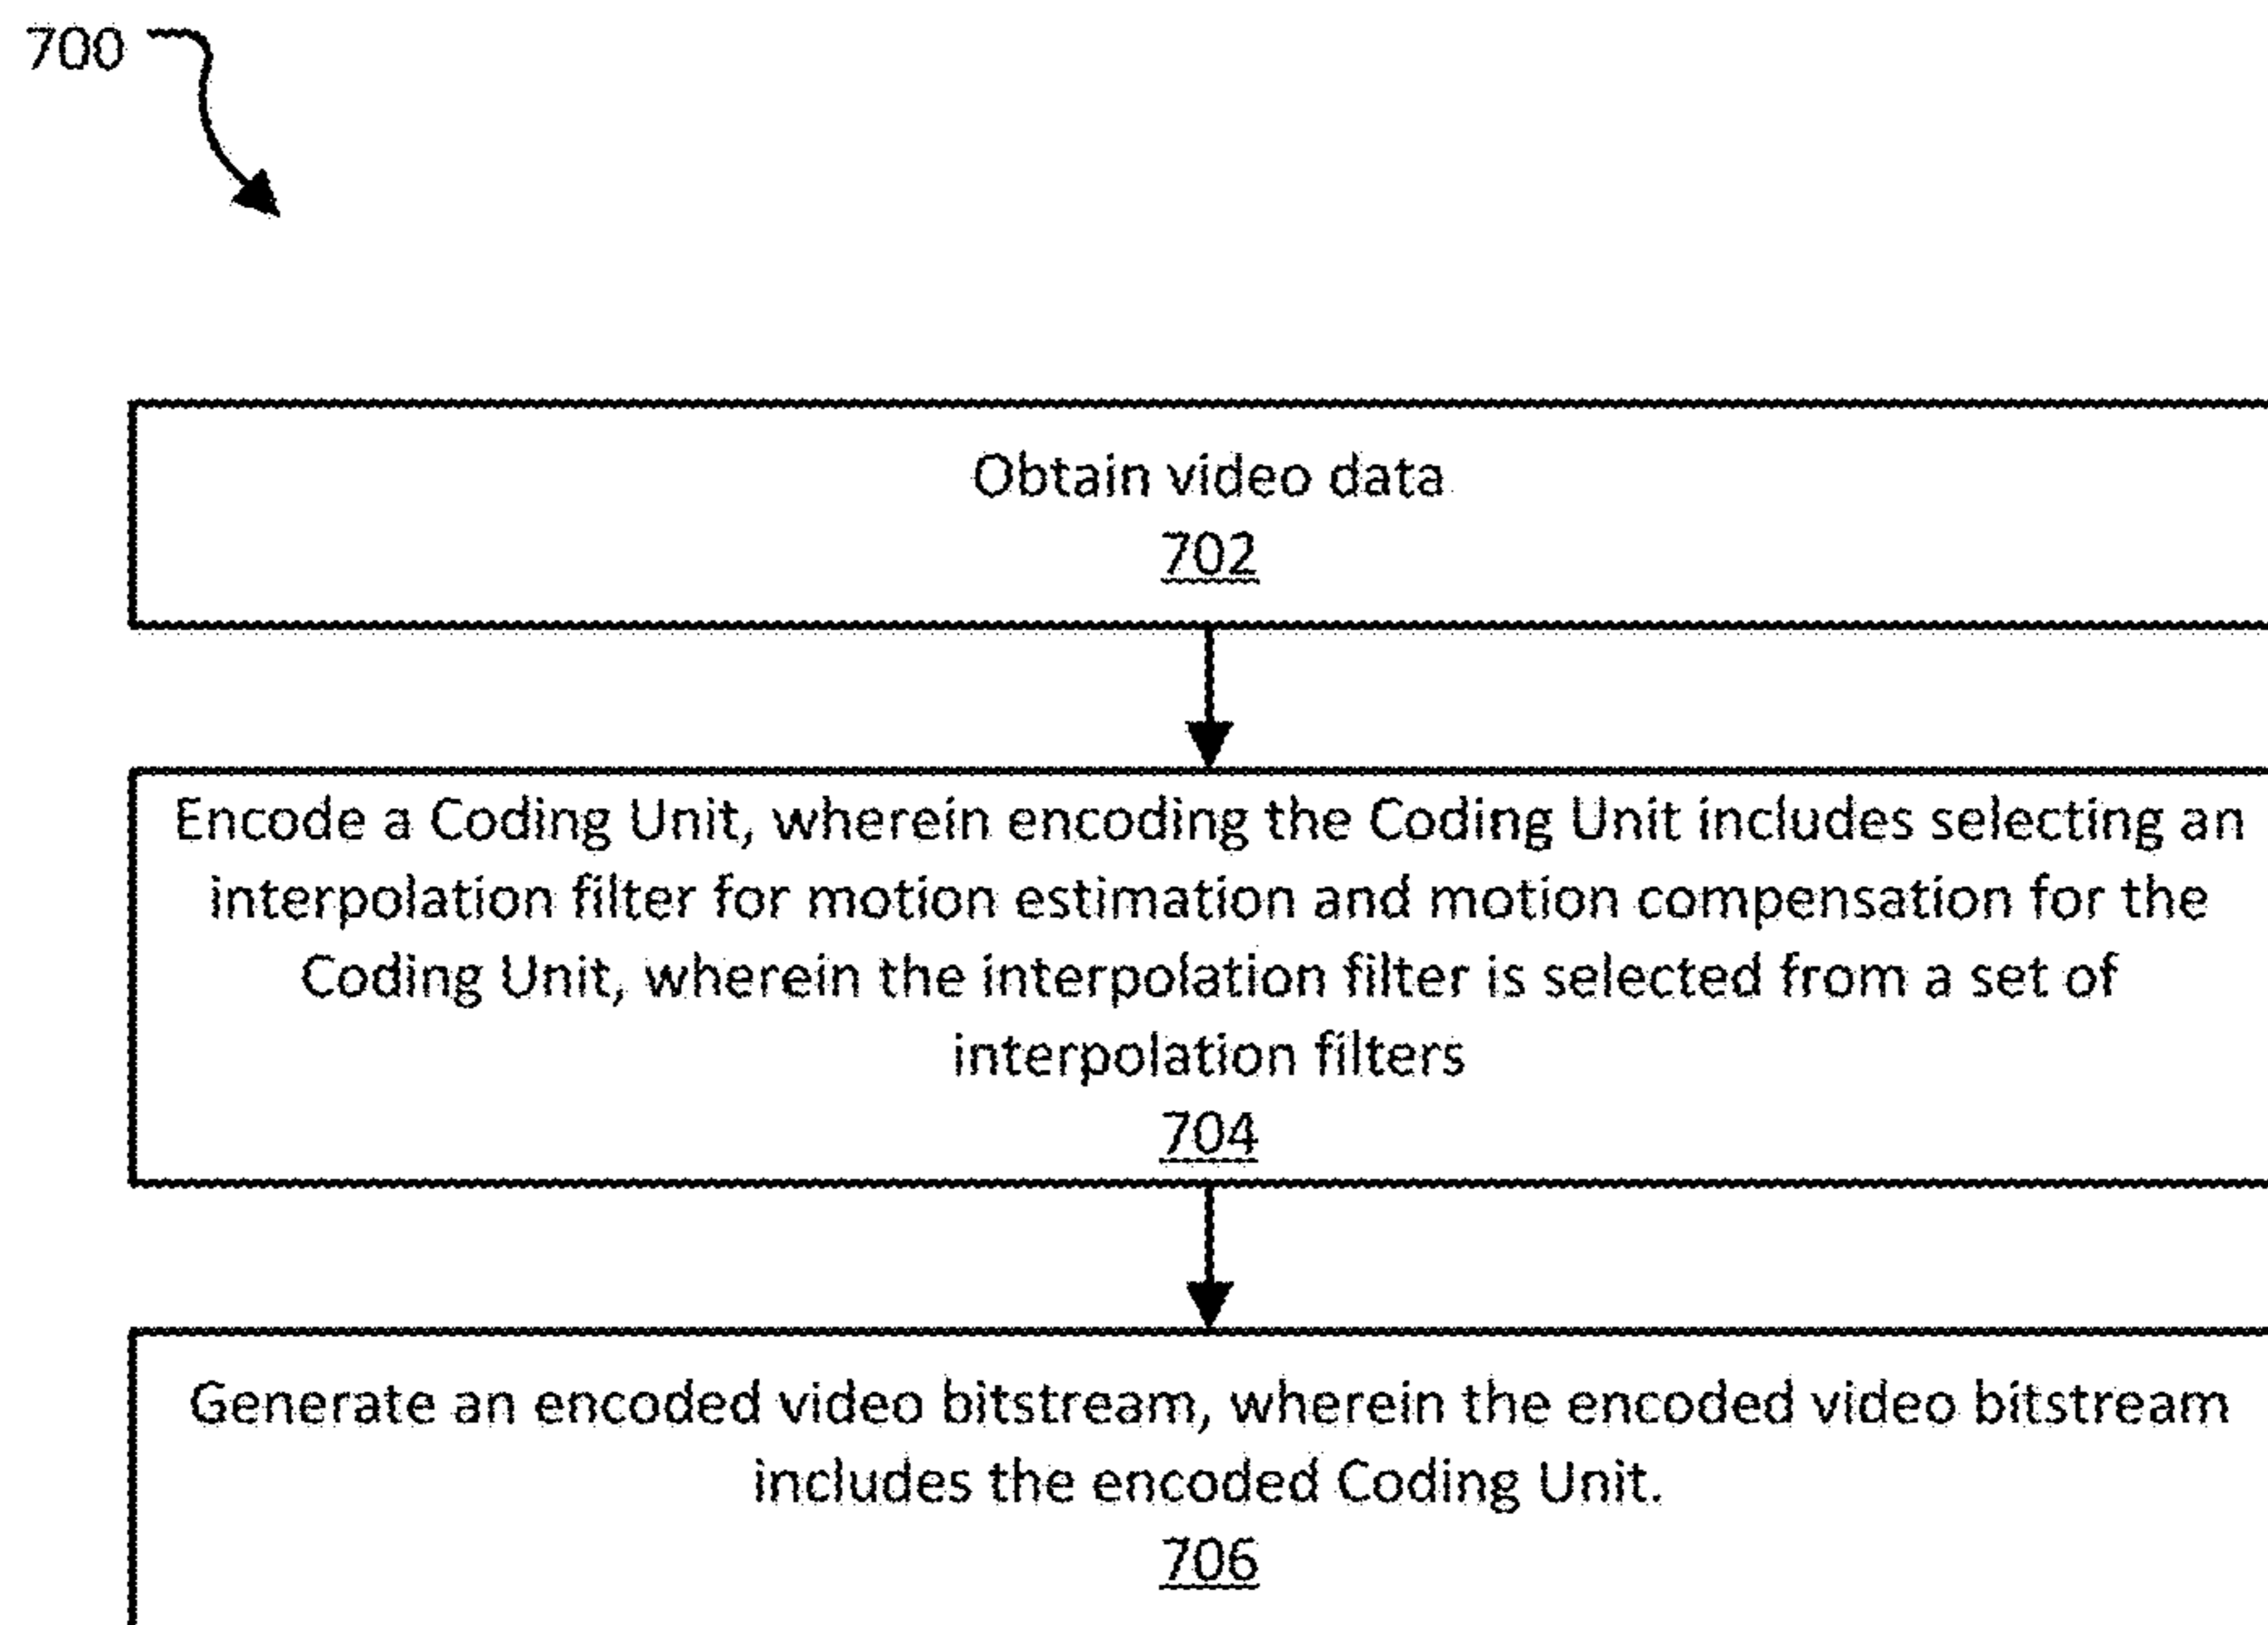 700
Obtain video data
702
Encode a Coding Unit, wherein encoding the Coding Unit includes selecting an
interpolation filter for motion estimation and motion compensation for the
Coding Unit, wherein the interpolation filter is selected from a set of
interpolation filters
704
Generate an encoded video bitstream, wherein the encoded video bitstream
includes the encoded Coding Unit.
706